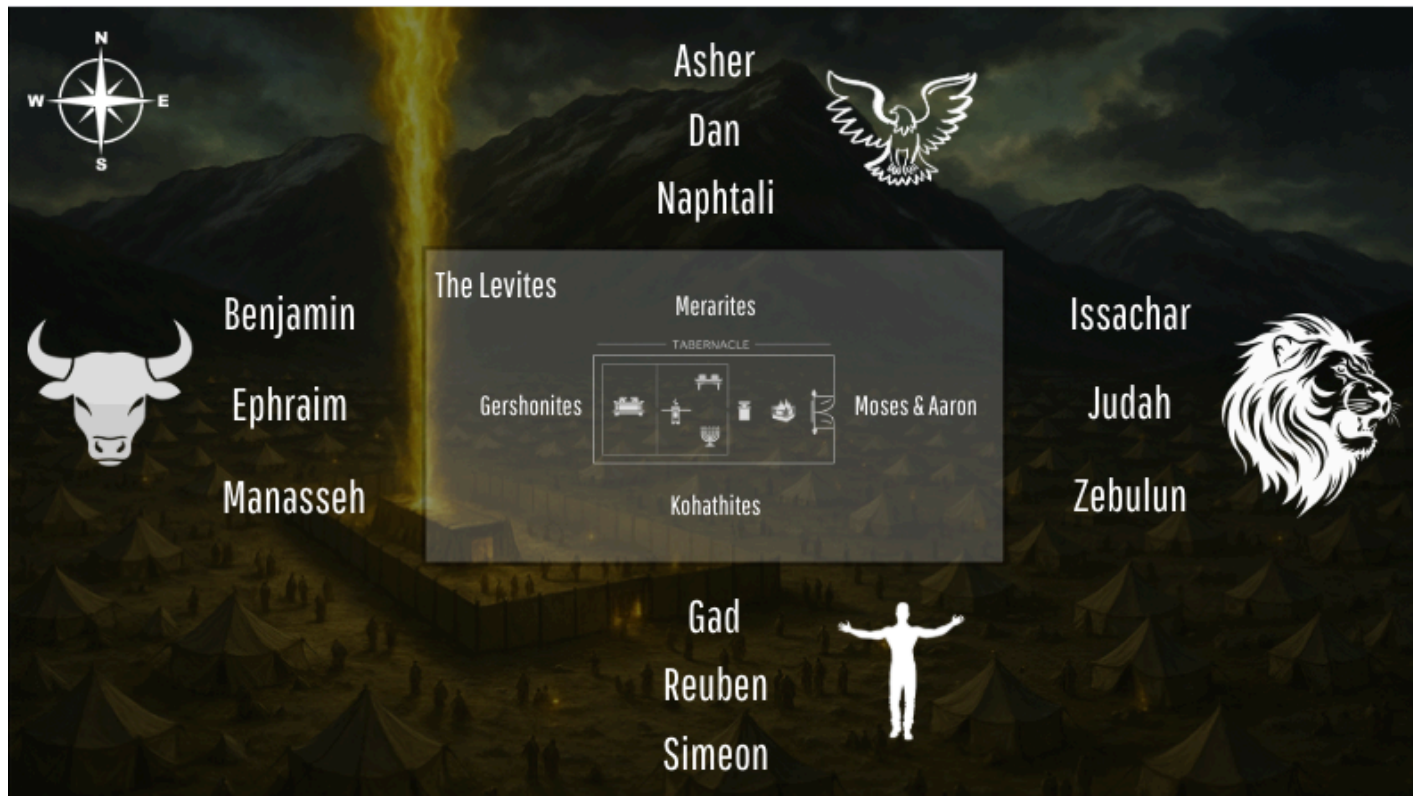 N
W E
S
Asher
Dan
Naphtali
The Levites
Merarites
TABERNACLE
Gershonites
Moses & Aaron
Kohathites
Benjamin
Ephraim
Manasseh
Issachar
Judah
Zebulun
Gad
Reuben
Simeon